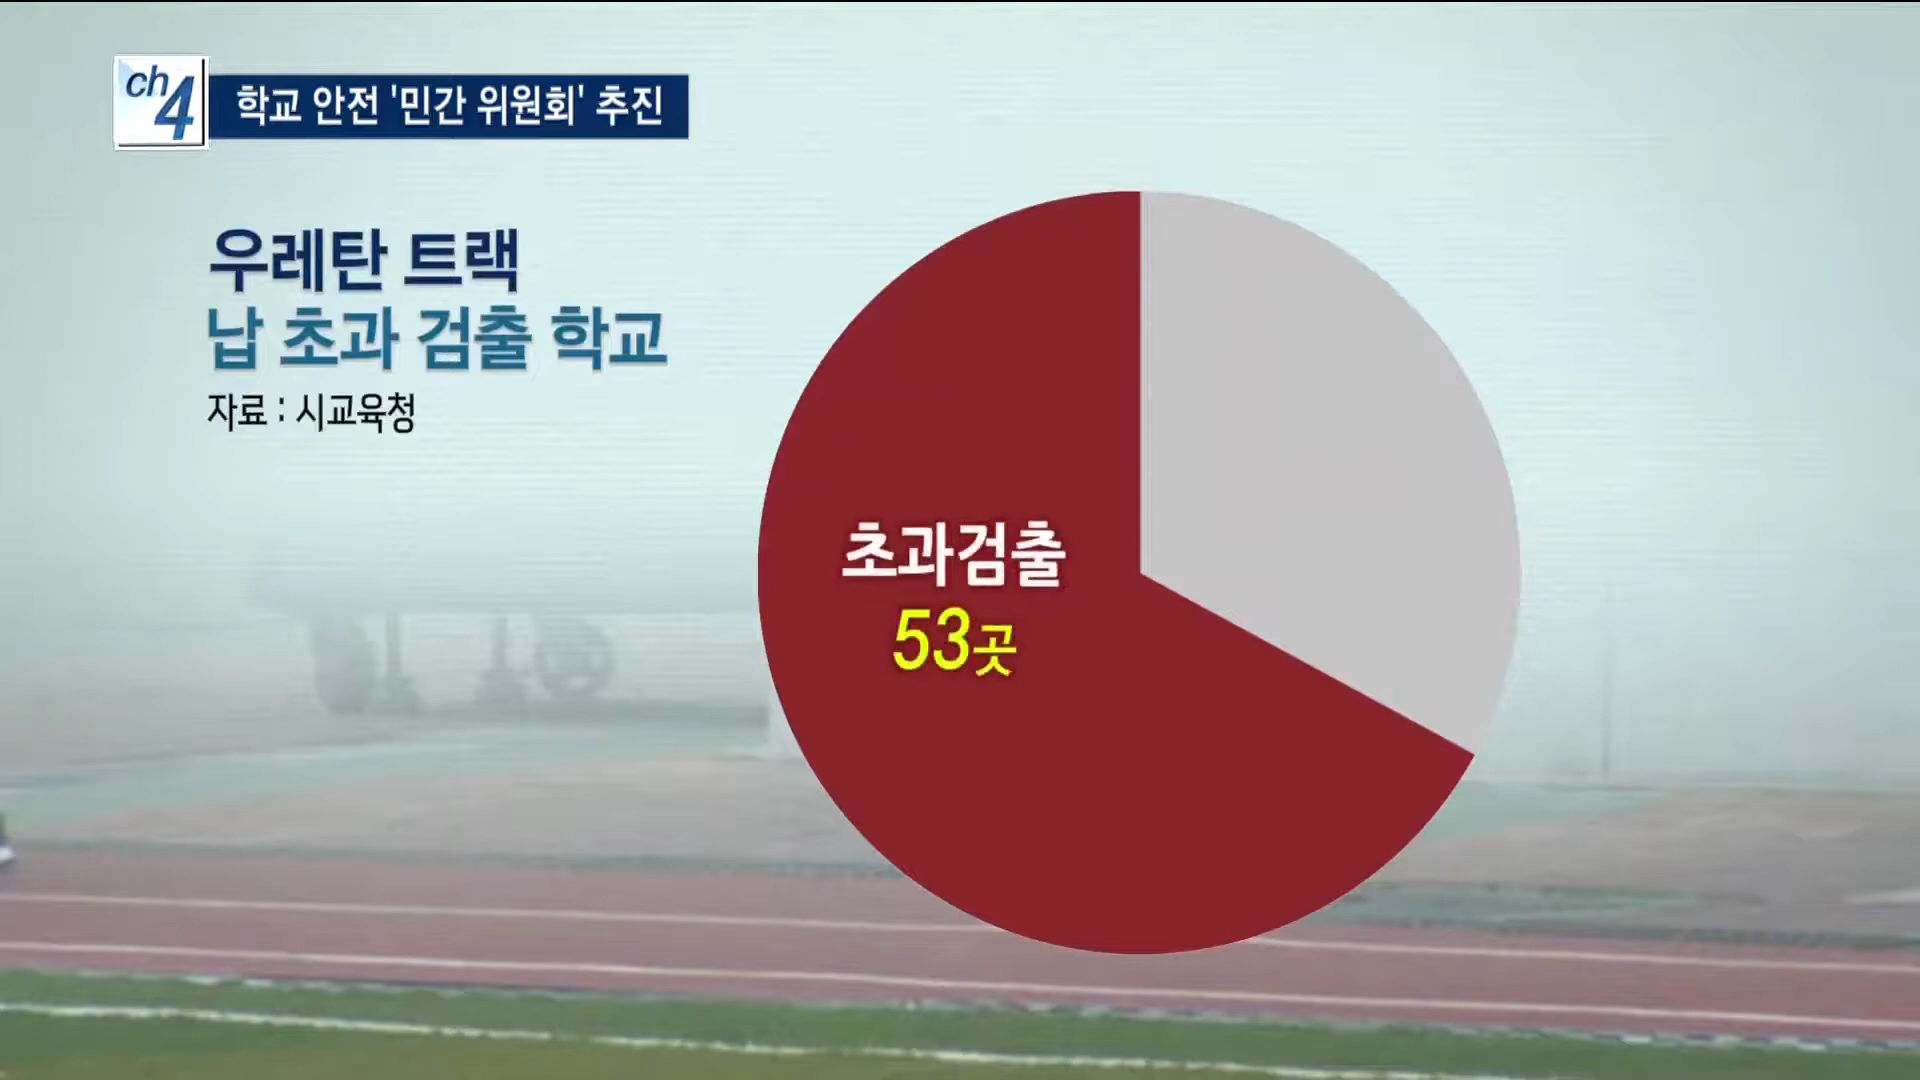 ch4
학교 안전 '민간 위원회' 추진
우레탄 트랙
납 초과 검출 학교
자료 : 시교육청
초과검출
53곳